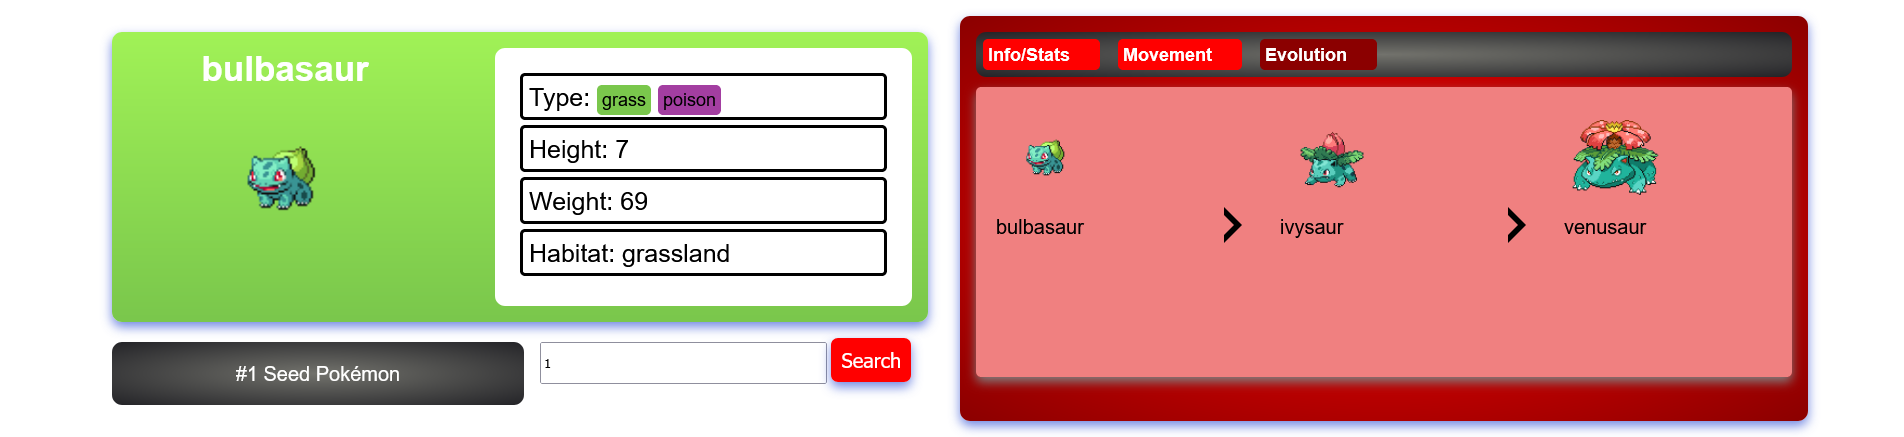 bulbasaur
Type: grass poison
Height: 7
Weight: 69
Habitat: grassland
#1 Seed Pokémon
1
Search
Info/Stats Movement Evolution
bulbasaur > ivysaur > venusaur